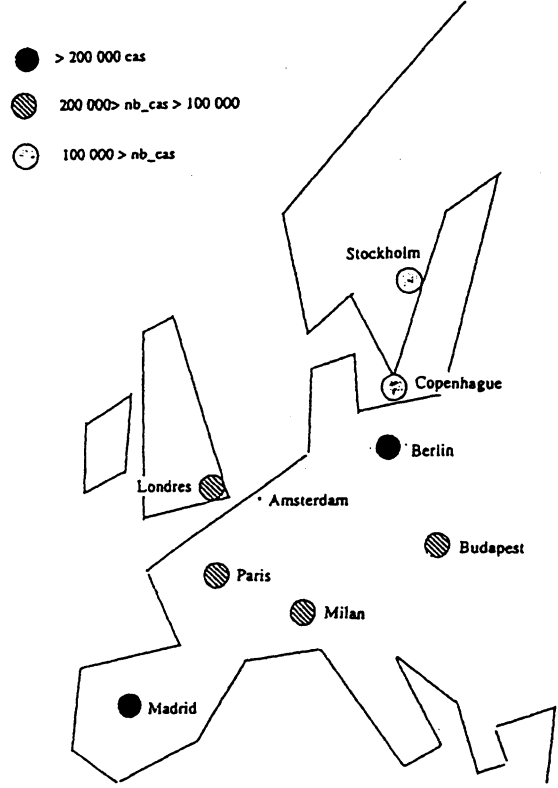 > 200 000 cas
200 000> nb_cas > 100 000
100 000 > nb_cas
Stockholm
Copenhague
Berlin
Londres
Amsterdam
Budapest
Paris
Milan
Madrid